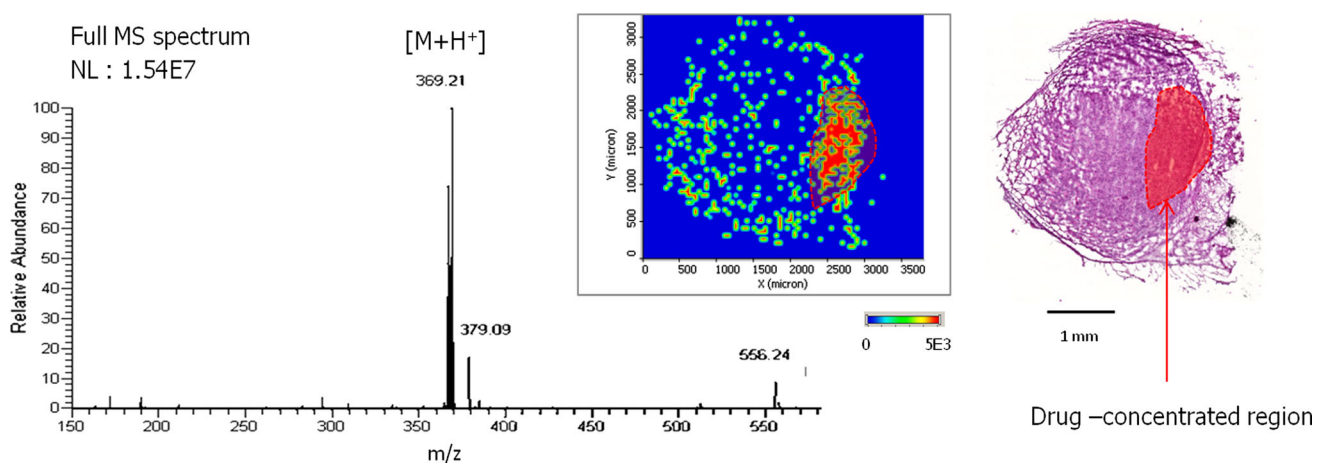 Full MS spectrum
NL : 1.54E7
[M+H⁺]
369.21
379.09
556.24
Relative Abundance
100
90
80
70
60
50
40
30
20
10
0
150 200 250 300 350 400 450 500 550
m/z
Y (micron)
3000
2500
2000
1500
1000
500
0
0 500 1000 1500 2000 2500 3000 3500
X (micron)
0 5E3
1 mm
Drug –concentrated region